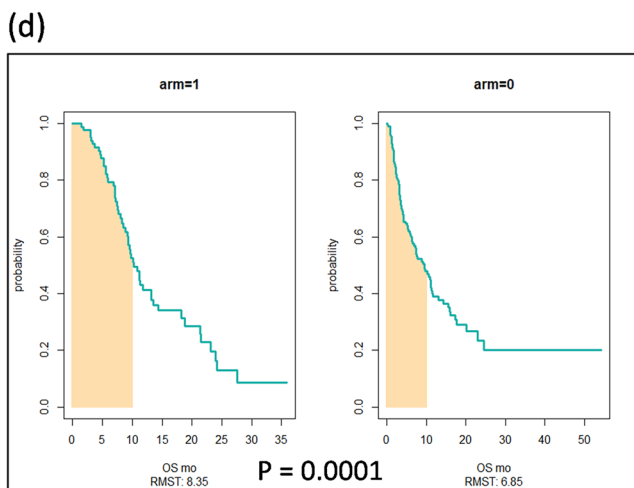 (d)
arm=1
arm=0
probability
0.0 0.2 0.4 0.6 0.8 1.0
0 5 10 15 20 25 30 35
OS mo
RMST: 8.35
probability
0.0 0.2 0.4 0.6 0.8 1.0
0 10 20 30 40 50
OS mo
RMST: 6.85
P = 0.0001